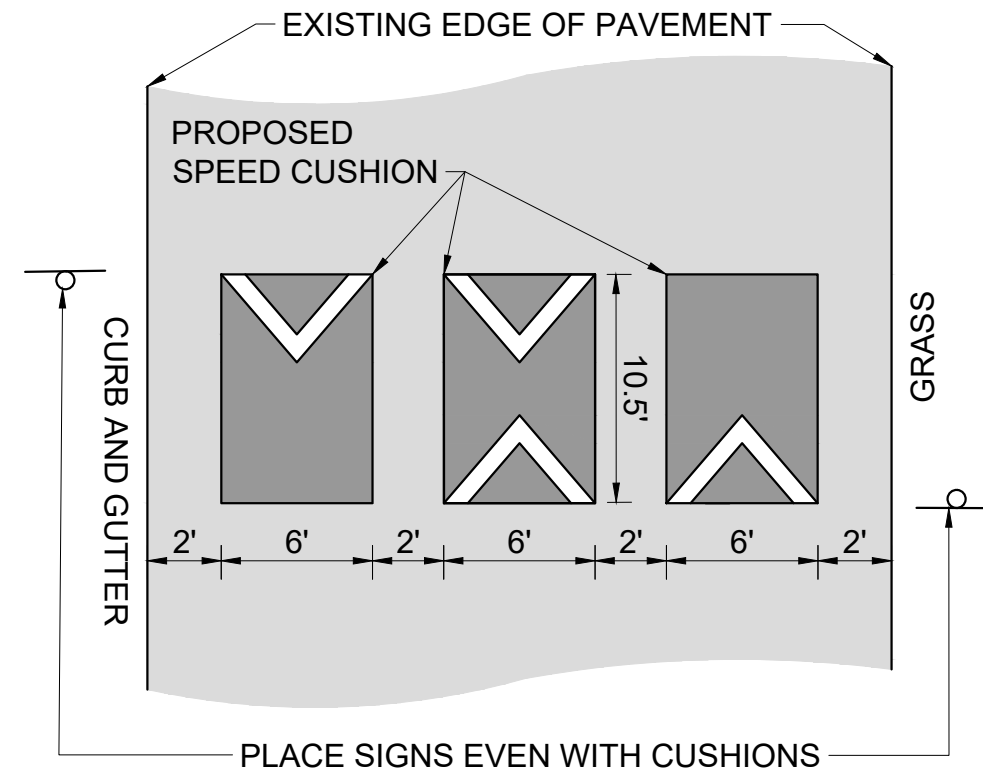 EXISTING EDGE OF PAVEMENT
PROPOSED
SPEED CUSHION
CURB AND GUTTER
GRASS
10.5'
2'
6'
2'
6'
2'
6'
2'
PLACE SIGNS EVEN WITH CUSHIONS